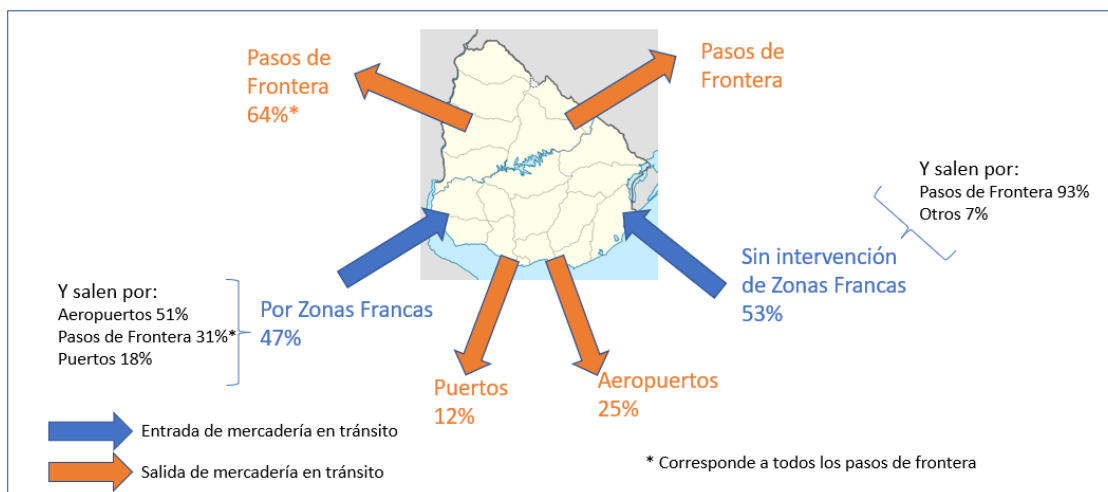 Pasos de
Frontera
64%*
Pasos de
Frontera
Y salen por:
Pasos de Frontera 93%
Otros 7%
Sin intervención
de Zonas Francas
53%
Y salen por:
Aeropuertos 51%
Pasos de Frontera 31%*
Puertos 18%
Por Zonas Francas
47%
Puertos
12%
Aeropuertos
25%
Entrada de mercadería en tránsito
Salida de mercadería en tránsito
* Corresponde a todos los pasos de frontera